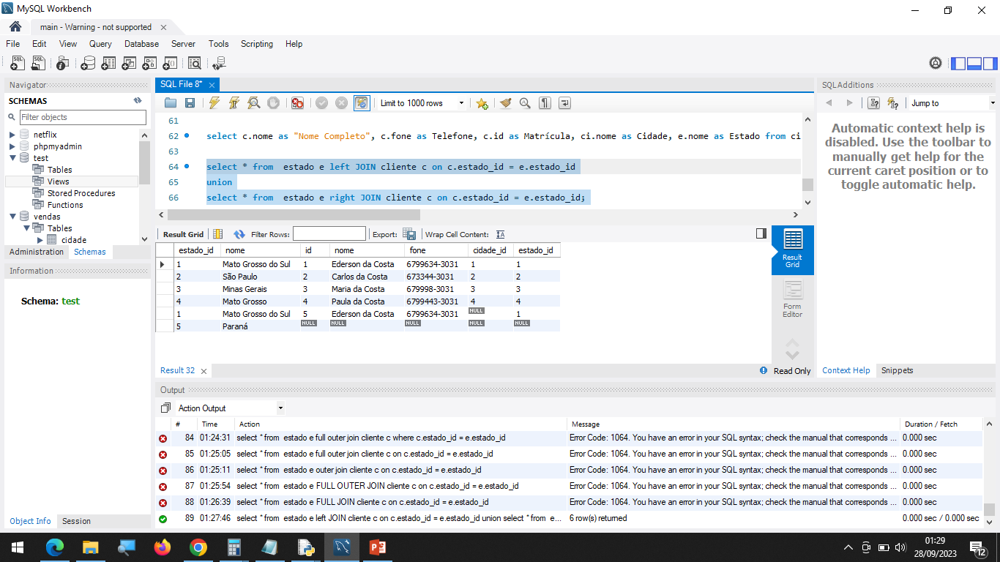 MySQL Workbench
main - Warning - not supported
File Edit View Query Database Server Tools Scripting Help
Navigator
SCHEMAS
Filter objects
netflix
phpmyadmin
test
Tables
Views
Stored Procedures
Functions
vendas
Tables
cidade
Administration Schemas
Information
Schema: test
Object Info Session
SQL File 8*
Limit to 1000 rows
61
62 select c.nome as "Nome Completo", c.fone as Telefone, c.id as Matrícula, ci.nome as Cidade, e.nome as Estado from ci
63
64 select * from estado e left JOIN cliente c on c.estado_id = e.estado_id
65 union
66 select * from estado e right JOIN cliente c on c.estado_id = e.estado_id;
Result Grid Filter Rows: Export: Wrap Cell Content:
estado_id nome id nome fone cidade_id estado_id
1 Mato Grosso do Sul 1 Ederson da Costa 6799634-3031 1 1
2 São Paulo 2 Carlos da Costa 673344-3031 2 2
3 Minas Gerais 3 Maria da Costa 679998-3031 3 3
4 Mato Grosso 4 Paula da Costa 6799443-3031 4 4
1 Mato Grosso do Sul 5 Ederson da Costa 6799634-3031 NULL 1
5 Paraná NULL NULL NULL NULL NULL
Result Grid
Form Editor
Result 32
Read Only
SQLAdditions
Jump to
Automatic context help is
disabled. Use the toolbar to
manually get help for the
current caret position or to
toggle automatic help.
Context Help Snippets
Output
Action Output
# Time Action Message Duration / Fetch
84 01:24:31 select * from estado e full outer join cliente c where c.estado_id = e.estado_id Error Code: 1064. You have an error in your SQL syntax; check the manual that corresponds ... 0.000 sec
85 01:25:05 select * from estado e full outer join cliente c on c.estado_id = e.estado_id Error Code: 1064. You have an error in your SQL syntax; check the manual that corresponds ... 0.000 sec
86 01:25:11 select * from estado e outer join cliente c on c.estado_id = e.estado_id Error Code: 1064. You have an error in your SQL syntax; check the manual that corresponds ... 0.000 sec
87 01:25:54 select * from estado e FULL OUTER JOIN cliente c on c.estado_id = e.estado_id Error Code: 1064. You have an error in your SQL syntax; check the manual that corresponds ... 0.000 sec
88 01:26:39 select * from estado e FULL JOIN cliente c on c.estado_id = e.estado_id Error Code: 1064. You have an error in your SQL syntax; check the manual that corresponds ... 0.000 sec
89 01:27:46 select * from estado e left JOIN cliente c on c.estado_id = e.estado_id union select * from e... 6 row(s) returned 0.000 sec / 0.000 sec
01:29
28/09/2023
12